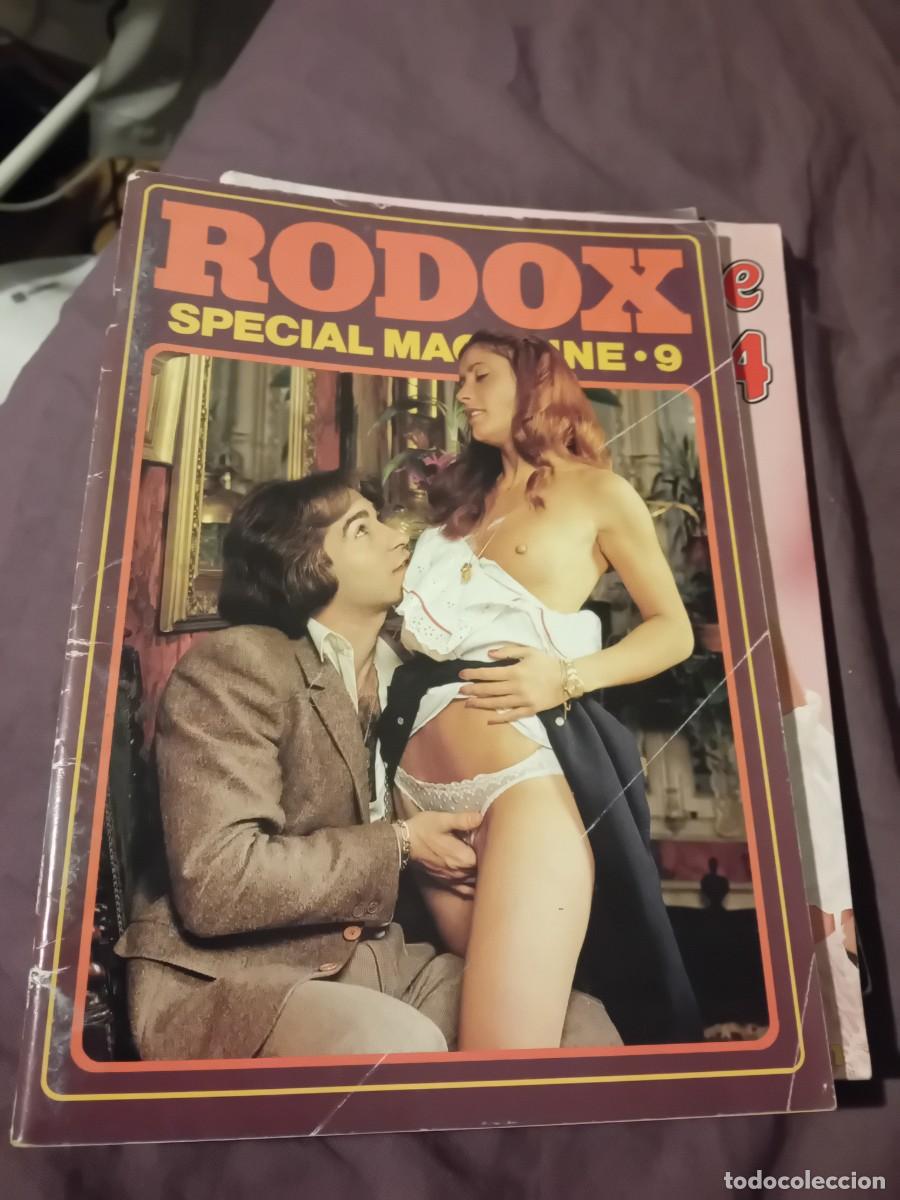 RODOX
SPECIAL MAG INE • 9
e
4
todocoleccion